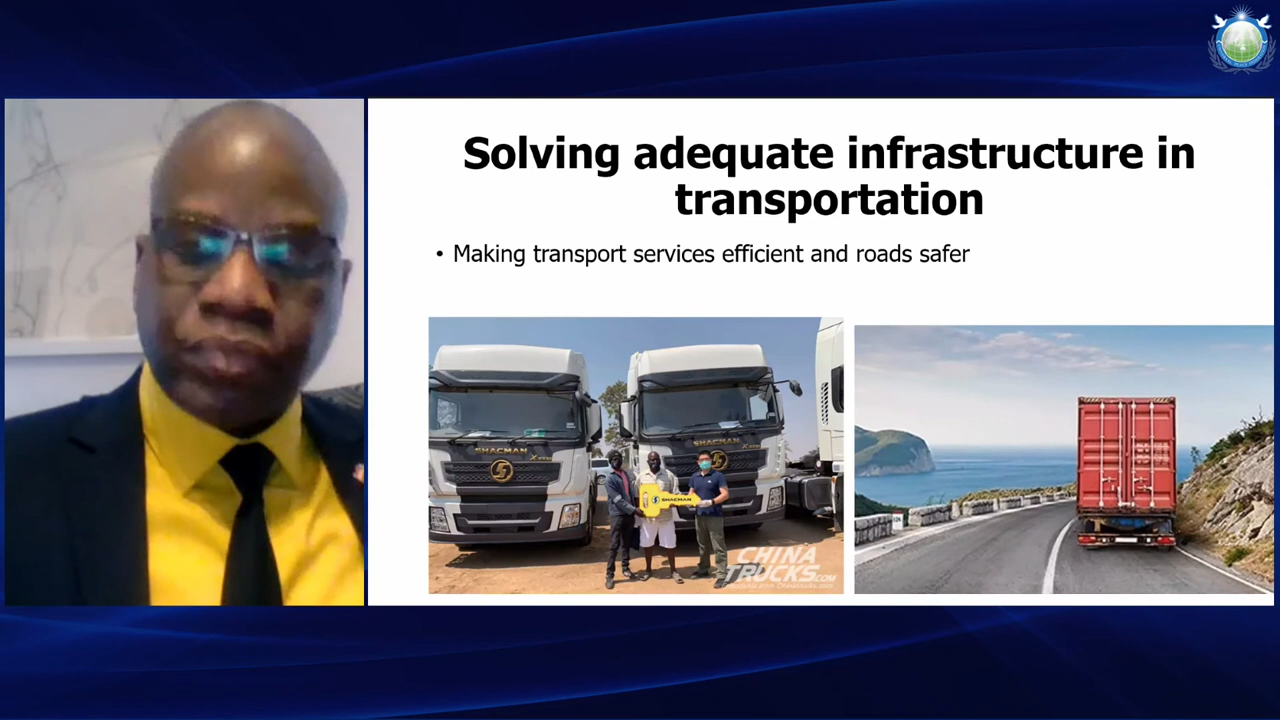 Solving adequate infrastructure in
transportation
• Making transport services efficient and roads safer
SHACMAN
SHACMAN
SHACMAN
CHINA
TRUCKS.COM